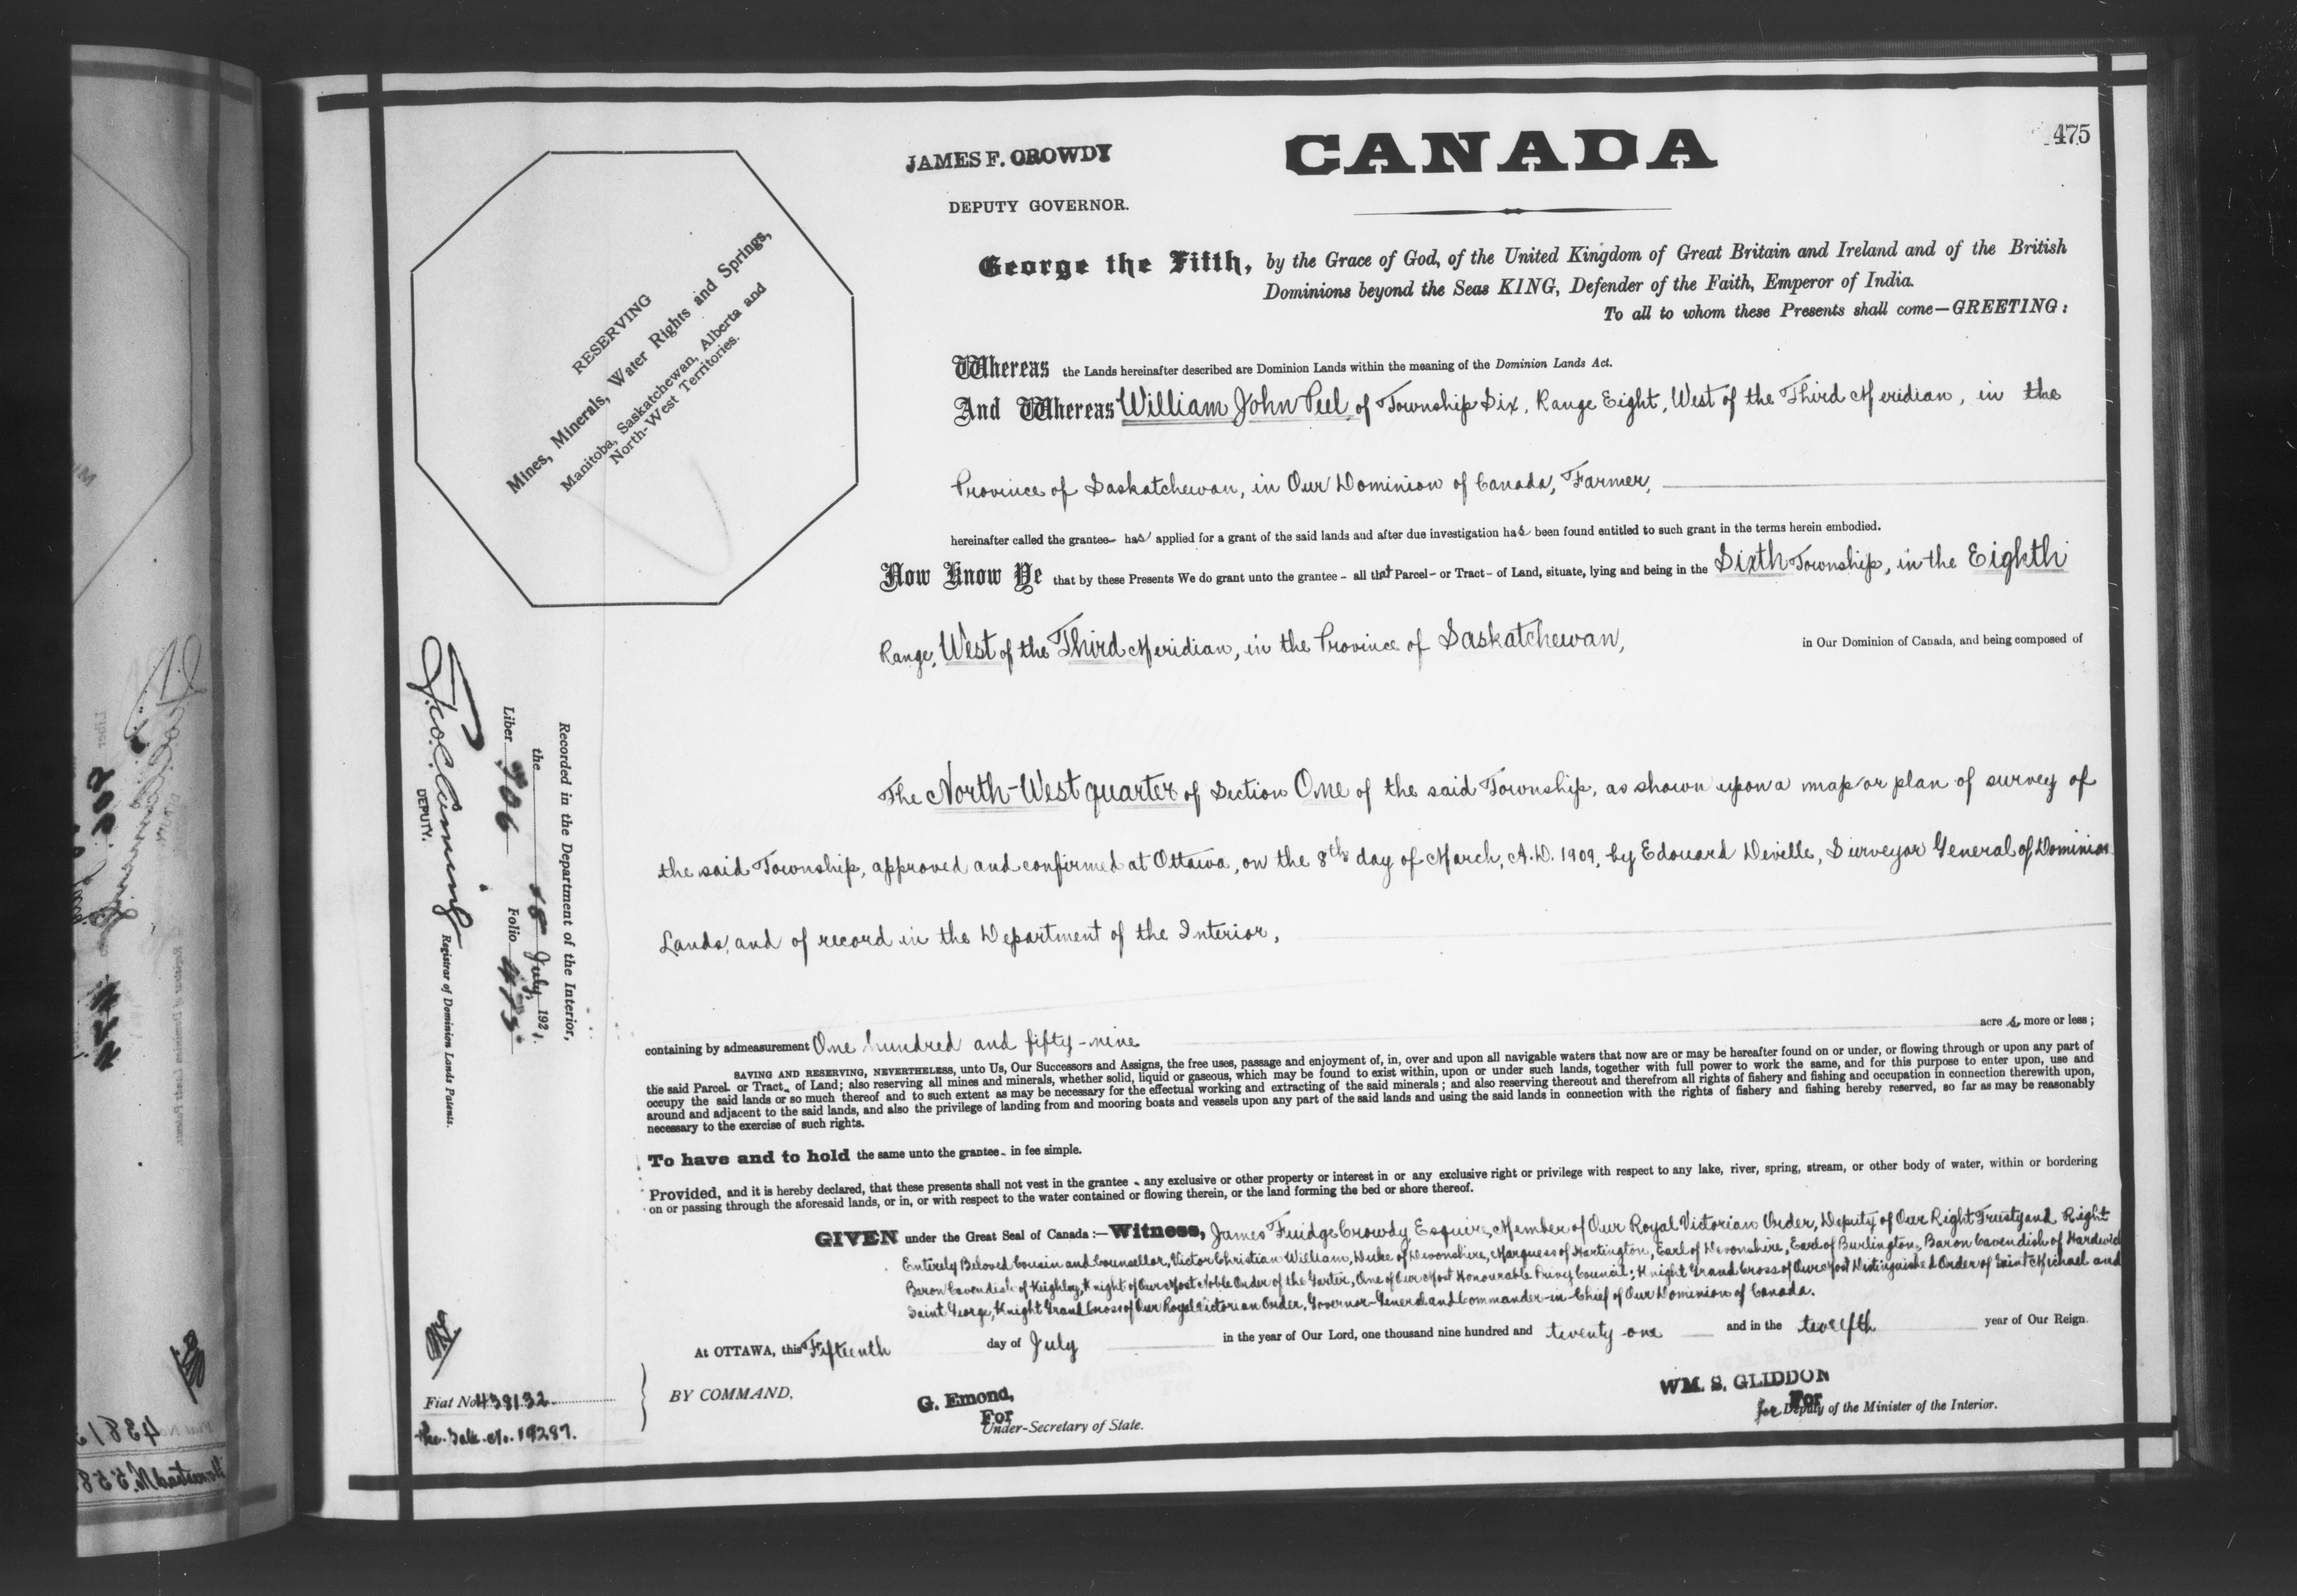 475
CANADA
JAMES F. CROWDY
DEPUTY GOVERNOR.
RESERVING
Mines, Minerals, Water Rights and Springs,
Manitoba, Saskatchewan, Alberta and
North-West Territories.
George the Fifth, by the Grace of God, of the United Kingdom of Great Britain and Ireland and of the British
Dominions beyond the Seas KING, Defender of the Faith, Emperor of India.
To all to whom these Presents shall come—GREETING:
Whereas the Lands hereinafter described are Dominion Lands within the meaning of the Dominion Lands Act.
And Whereas William John Peel of Township Six, Range Eight, West of the Third Meridian, in the
Province of Saskatchewan, in Our Dominion of Canada, Farmer,
hereinafter called the grantee - has applied for a grant of the said lands and after due investigation has been found entitled to such grant in the terms herein embodied.
Now Know Ye that by these Presents We do grant unto the grantee - all that Parcel - or Tract - of Land, situate, lying and being in the Sixth Township, in the Eighth
Range, West of the Third Meridian, in the Province of Saskatchewan, in Our Dominion of Canada, and being composed of
The North-West quarter of Section One of the said Township, as shown upon a map or plan of survey of
the said Township, approved and confirmed at Ottawa, on the 8th day of March, A.D. 1909, by Edouard Deville, Surveyor General of Dominion
Lands, and of record in the Department of the Interior,
containing by admeasurement One hundred and fifty-nine acre s, more or less;
SAVING AND RESERVING, NEVERTHELESS, unto Us, Our Successors and Assigns, the free uses, passage and enjoyment of, in, over and upon all navigable waters that now are or may be hereafter found on or under, or flowing through or upon any part of
the said Parcel - or Tract - of Land; also reserving all mines and minerals, whether solid, liquid or gaseous, which may be found to exist within, upon or under such lands, together with full power to work the same, and for this purpose to enter upon, use and
occupy the said lands or so much thereof and to such extent as may be necessary for the effectual working and extracting of the said minerals; and also reserving thereout and therefrom all rights of fishery and fishing and occupation in connection therewith upon,
around and adjacent to the said lands, and also the privilege of landing from and mooring boats and vessels upon any part of the said lands and using the said lands in connection with the rights of fishery and fishing hereby reserved, so far as may be reasonably
necessary to the exercise of such rights.
To have and to hold the same unto the grantee - in fee simple.
Provided, and it is hereby declared, that these presents shall not vest in the grantee - any exclusive or other property or interest in or any exclusive right or privilege with respect to any lake, river, spring, stream, or other body of water, within or bordering
on or passing through the aforesaid lands, or in, or with respect to the water contained or flowing therein, or the land forming the bed or shore thereof.
GIVEN under the Great Seal of Canada:—Witness, James Fuidge Crowdy Esquire, Member of Our Royal Victorian Order, Deputy of Our Right Trusty and Right
Entirely Beloved Cousin and Counsellor, Victor Christian William, Duke of Devonshire, Marquess of Hartington, Earl of Devonshire, Earl of Burlington, Baron Cavendish of Hardwick
Baron Cavendish of Keighley, Knight of Our Most Noble Order of the Garter, One of Our Most Honourable Privy Council; Knight Grand Cross of Our Most Distinguished Order of Saint Michael and
Saint George, Knight Grand Cross of Our Royal Victorian Order, Governor-General and Commander-in-Chief of Our Dominion of Canada.
At OTTAWA, this Fifteenth day of July in the year of Our Lord, one thousand nine hundred and twenty-one and in the twelfth year of Our Reign.
BY COMMAND,
G. Emond,
For
Under-Secretary of State.
WM. S. GLIDDON
For
for Deputy of the Minister of the Interior.
Recorded in the Department of the Interior,
the 18 July, 1921.
Liber 306 Folio 475
DEPUTY. Registrar of Dominion Lands Patents.
Fiat No. 438132
Pre. Sale. No. 19287.